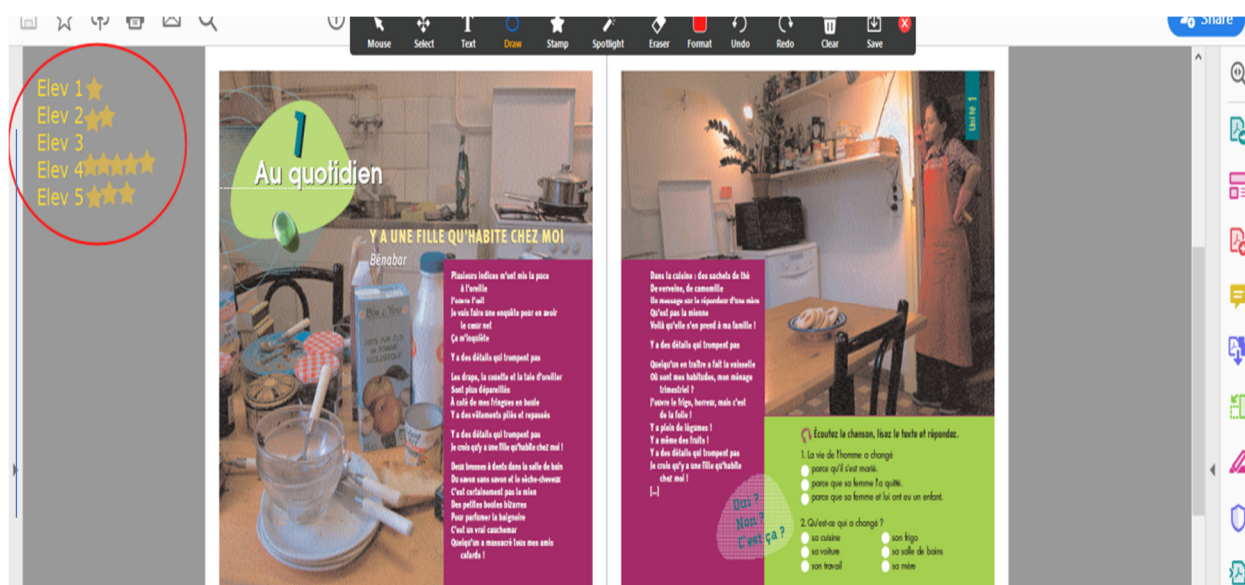 Share
Mouse Select Text Draw Stamp Spotlight Eraser Format Undo Redo Clear Save
Elev 1
Elev 2
Elev 3
Elev 4
Elev 5
1
Au quotidien
Y A UNE FILLE QU'HABITE CHEZ MOI
Bénabar
Plusieurs indices m'ont mis la puce
à l'oreille
J'ouvre l'œil
Je vais faire une enquête pour en avoir
le cœur net
Ça m'inquiète
Y a des détails qui trompent pas
Les draps, la couette et la taie d'oreiller
Sont plus dépareillés
À côté de mes fringues en boule
Y a des vêtements pliés et repassés
Y a des détails qui trompent pas
Je crois qu'y a une fille qu'habite chez moi !
Deux brosses à dents dans la salle de bain
Du savon sans savon et le sèche-cheveux
C'est certainement pas le mien
Des petites boules bizarres
Pour parfumer la baignoire
C'est un vrai cauchemar
Quelqu'un a massacré tous mes amis
cafards !
Unité 1
Dans la cuisine : des sachets de thé
De verveine, de camomille
Un message sur le répondeur d'une mère
Qu'est pas la mienne
Voilà qu'elle s'en prend à ma famille !
Y a des détails qui trompent pas
Quelqu'un en traître a fait la vaisselle
Où sont mes habitudes, mon ménage
trimestriel ?
J'ouvre le frigo, horreur, mais c'est
de la folie !
Y a plein de légumes !
Y a même des fruits !
Y a des détails qui trompent pas
Je crois qu'y a une fille qu'habite
chez moi !
[...]
Oui ?
Non ?
C'est ça ?
Écoutez la chanson, lisez le texte et répondez.
1. La vie de l'homme a changé
parce qu'il s'est marié.
parce que sa femme l'a quitté.
parce que sa femme et lui ont eu un enfant.
2. Qu'est-ce qui a changé ?
sa cuisine son frigo
sa voiture sa salle de bains
son travail sa mère